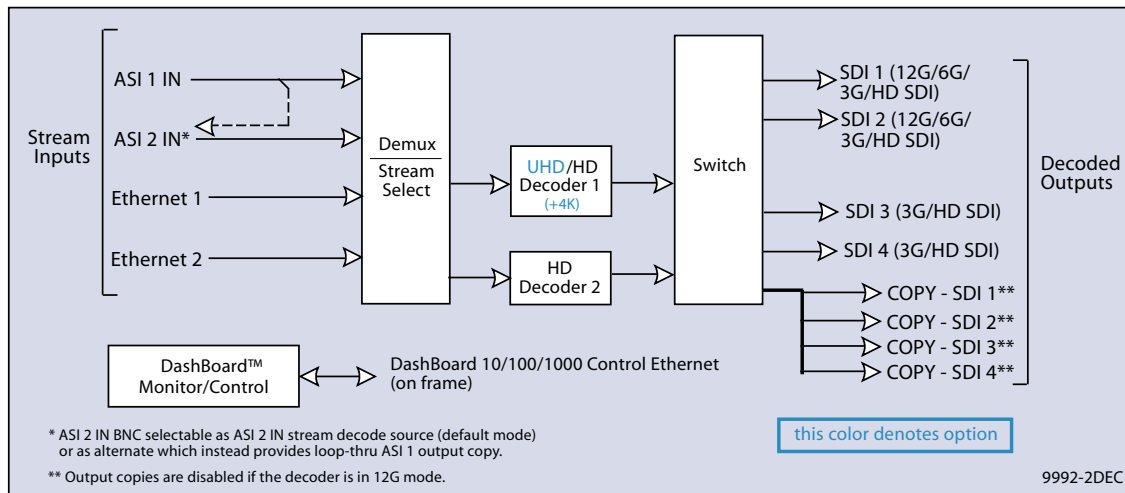 Stream
Inputs
ASI 1 IN
ASI 2 IN*
Ethernet 1
Ethernet 2
Demux
Stream
Select
UHD/HD
Decoder 1
(+4K)
HD
Decoder 2
Switch
SDI 1 (12G/6G/
3G/HD SDI)
SDI 2 (12G/6G/
3G/HD SDI)
SDI 3 (3G/HD SDI)
SDI 4 (3G/HD SDI)
COPY - SDI 1**
COPY - SDI 2**
COPY - SDI 3**
COPY - SDI 4**
Decoded
Outputs
DashBoard™
Monitor/Control
DashBoard 10/100/1000 Control Ethernet
(on frame)
* ASI 2 IN BNC selectable as ASI 2 IN stream decode source (default mode)
or as alternate which instead provides loop-thru ASI 1 output copy.
** Output copies are disabled if the decoder is in 12G mode.
this color denotes option
9992-2DEC